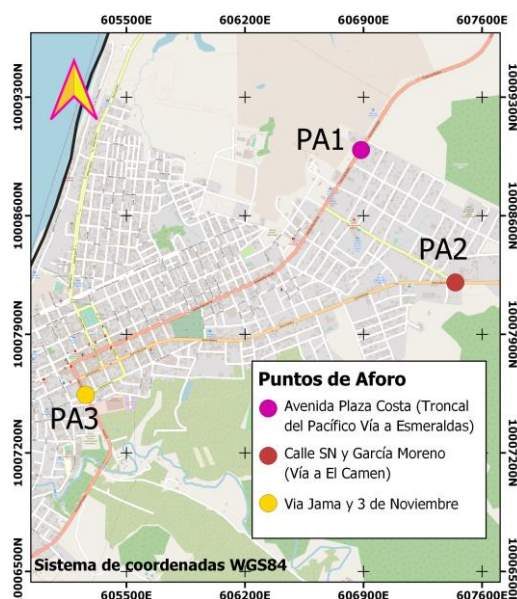 605500E 606200E 606900E 607600E
10009300N 10009300N
PA1
10008600N 10008600N
PA2
10007900N 10007900N
PA3
Puntos de Aforo
Avenida Plaza Costa (Troncal
del Pacífico Vía a Esmeraldas)
Calle SN y García Moreno
(Vía a El Camen)
Via Jama y 3 de Noviembre
10007200N 10007200N
10006500N 10006500N
Sistema de coordenadas WGS84
605500E 606200E 606900E 607600E